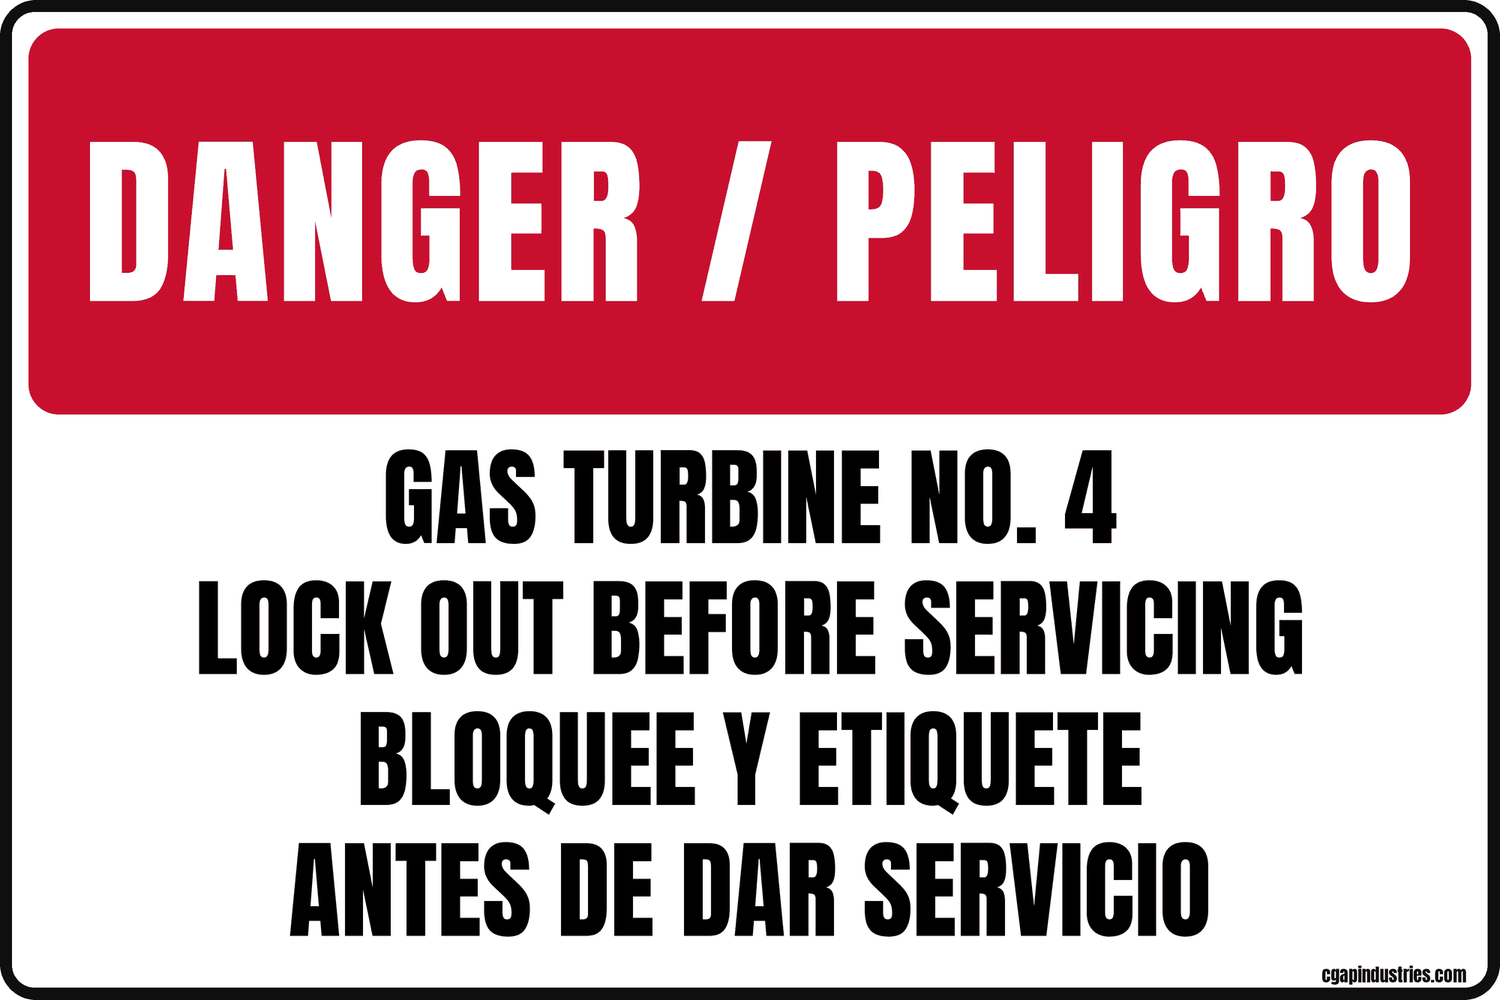 DANGER / PELIGRO
GAS TURBINE NO. 4
LOCK OUT BEFORE SERVICING
BLOQUEE Y ETIQUETE
ANTES DE DAR SERVICIO
cgapindustries.com